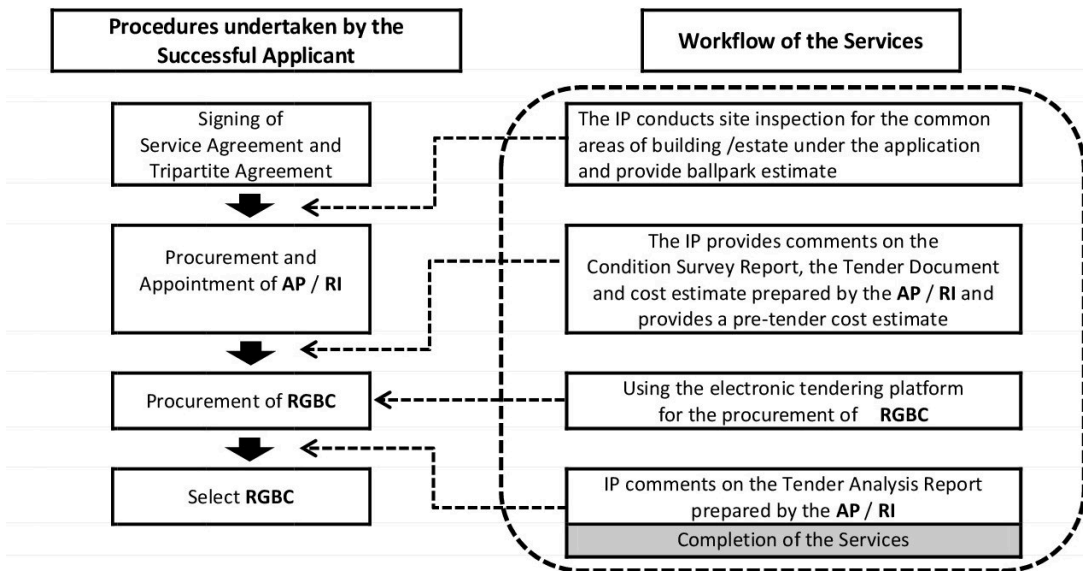 Procedures undertaken by the
Successful Applicant
Workflow of the Services
Signing of
Service Agreement and
Tripartite Agreement
The IP conducts site inspection for the common
areas of building /estate under the application
and provide ballpark estimate
Procurement and
Appointment of AP / RI
The IP provides comments on the
Condition Survey Report, the Tender Document
and cost estimate prepared by the AP / RI and
provides a pre-tender cost estimate
Procurement of RGBC
Using the electronic tendering platform
for the procurement of RGBC
Select RGBC
IP comments on the Tender Analysis Report
prepared by the AP / RI
Completion of the Services